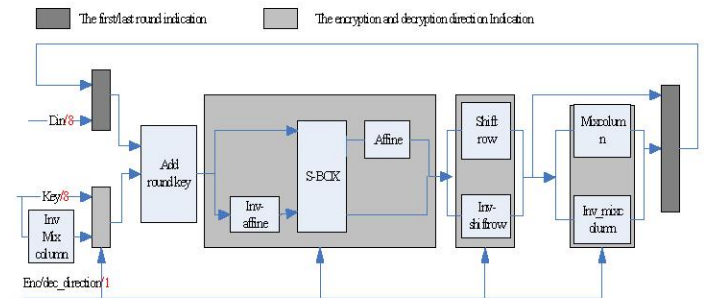 The first/last round indication
The encryption and decryption direction Indication
Din/8
Key/8
Inv
Mix
column
Enc/dec_direction/1
Add
round key
Inv-
affine
S-BOX
Affine
Shift
row
Inv-
shiftrow
Mixcolum
n
Inv_mixc
olumn